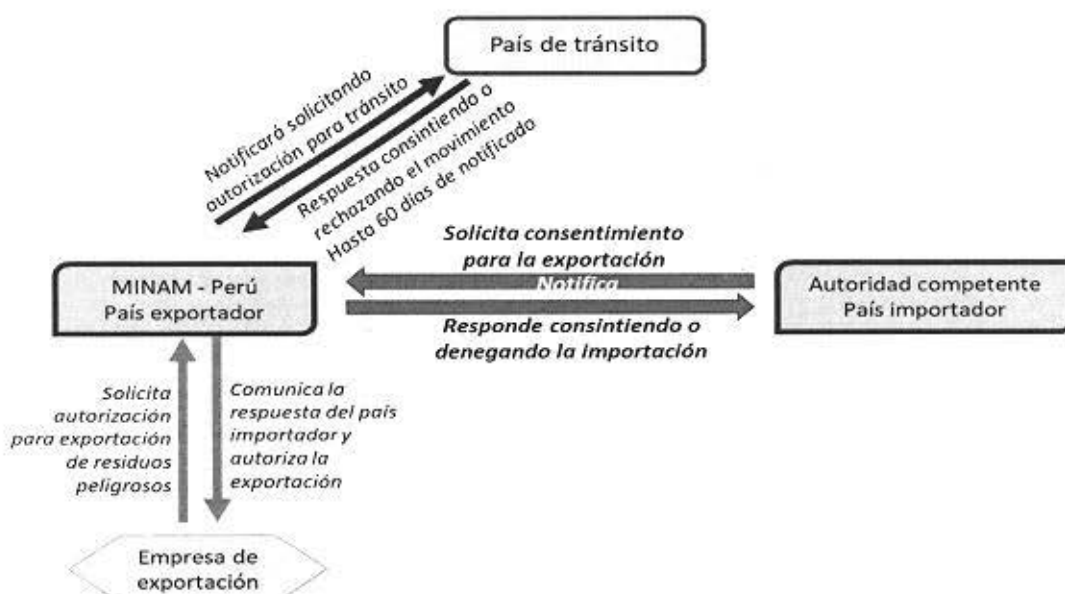 País de tránsito
Notificará solicitando
autorización para tránsito
Respuesta consintiendo o
rechazando el movimiento
Hasta 60 días de notificado
Solicita consentimiento
para la exportación
Notifica
Responde consintiendo o
denegando la importación
MINAM - Perú
País exportador
Autoridad competente
País importador
Solicita
autorización
para exportación
de residuos
peligrosos
Comunica la
respuesta del país
importador y
autoriza la
exportación
Empresa de
exportación